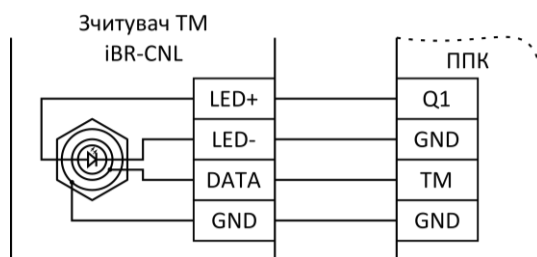 Зчитувач ТМ
iBR-CNL
ППК
LED+
Q1
LED-
GND
DATA
TM
GND
GND